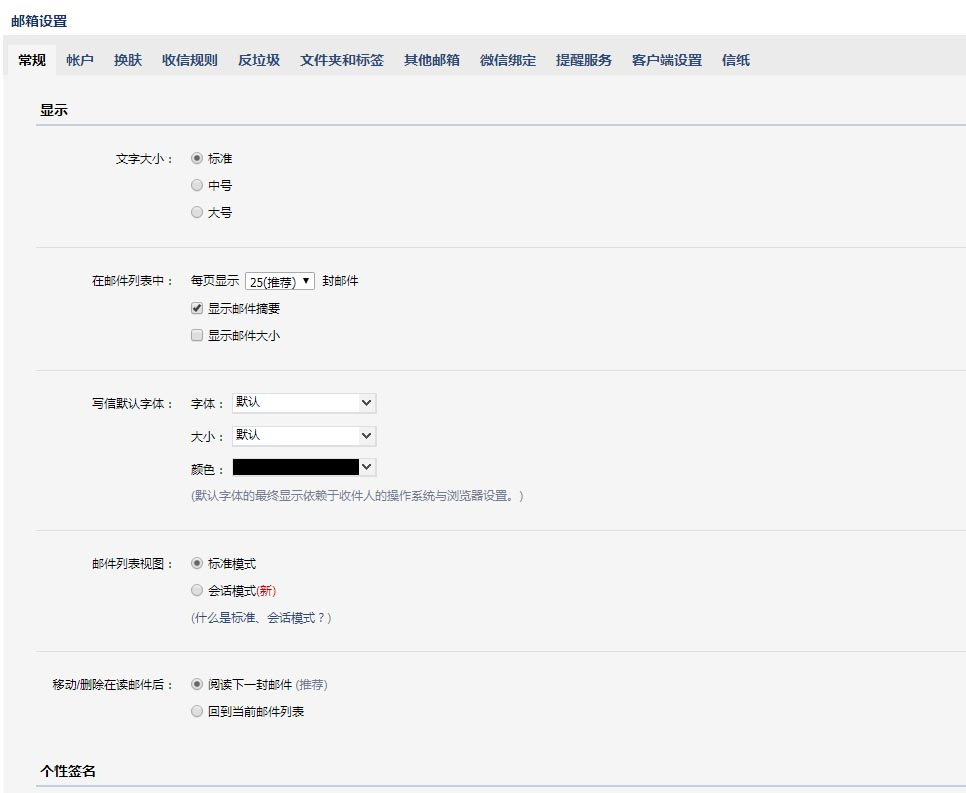 邮箱设置
常规 帐户 换肤 收信规则 反垃圾 文件夹和标签 其他邮箱 微信绑定 提醒服务 客户端设置 信纸
显示
文字大小： 标准
中号
大号
在邮件列表中： 每页显示 25(推荐) 封邮件
显示邮件摘要
显示邮件大小
写信默认字体： 字体： 默认
大小： 默认
颜色：
(默认字体的最终显示依赖于收件人的操作系统与浏览器设置。)
邮件列表视图： 标准模式
会话模式(新)
(什么是标准、会话模式？)
移动/删除在读邮件后： 阅读下一封邮件 (推荐)
回到当前邮件列表
个性签名